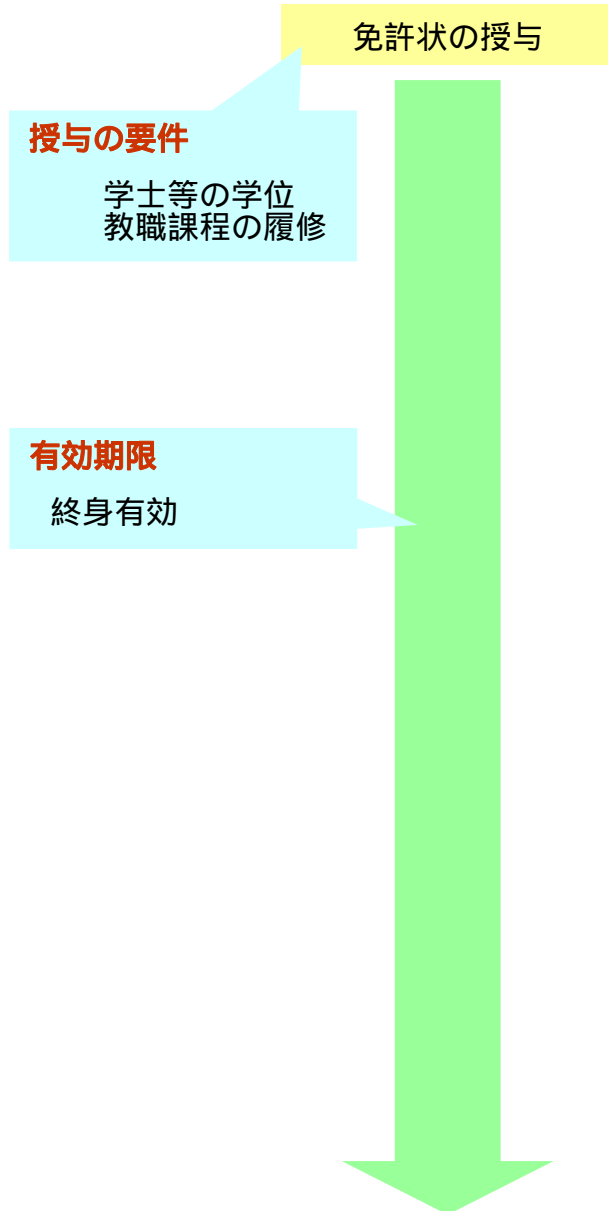 免許状の授与
授与の要件
学士等の学位
教職課程の履修
有効期限
終身有効